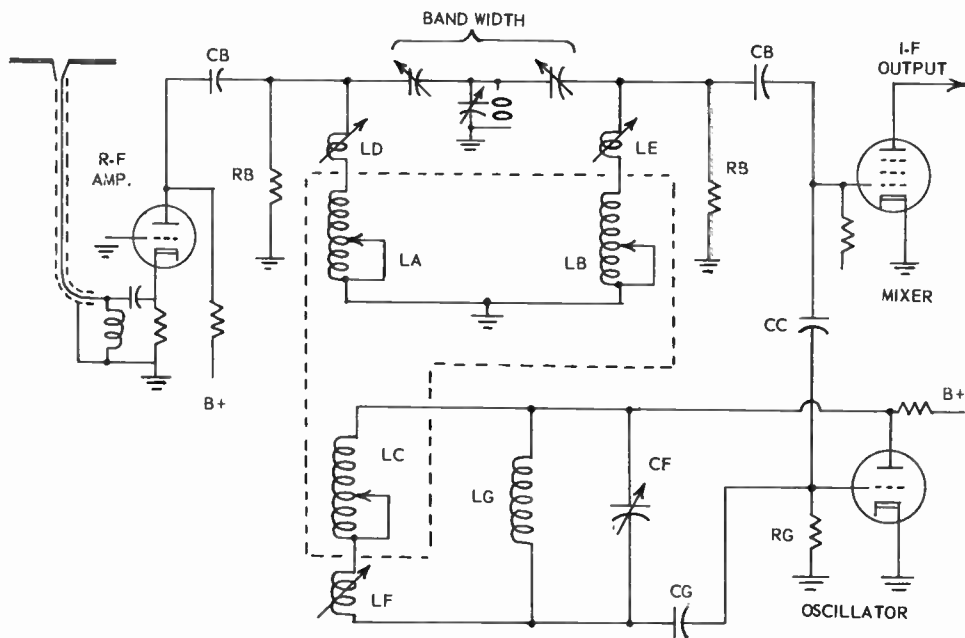 BAND WIDTH
CB
CB
I-F
OUTPUT
R-F
AMP.
LD
LE
RB
RB
LA
LB
MIXER
CC
B+
B+
LC
LG
CF
RG
LF
CG
OSCILLATOR